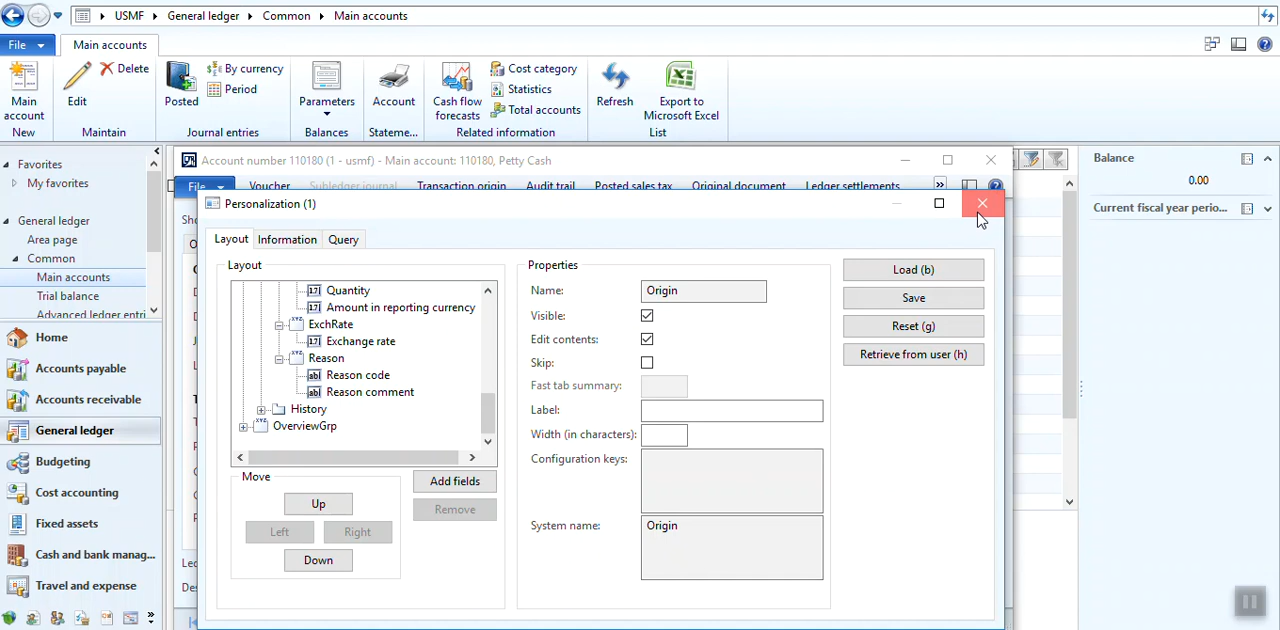 USMF General ledger Common Main accounts
File Main accounts
Main account
New
Edit Delete
Maintain
Posted By currency
Period
Journal entries
Parameters
Balances
Account
Stateme...
Cash flow forecasts
Cost category
Statistics
Total accounts
Related information
Refresh
Export to Microsoft Excel
List
Favorites
My favorites
General ledger
Area page
Common
Main accounts
Trial balance
Advanced ledger entri
Home
Accounts payable
Accounts receivable
General ledger
Budgeting
Cost accounting
Fixed assets
Cash and bank manag...
Travel and expense
Account number 110180 (1 - usmf) - Main account: 110180, Petty Cash
File Voucher Subledger journal Transaction origin Audit trail Posted sales tax Original document Ledger settlements
Personalization (1)
Layout Information Query
Layout
Quantity
Amount in reporting currency
ExchRate
Exchange rate
Reason
Reason code
Reason comment
History
OverviewGrp
Move
Up
Left Right
Down
Add fields
Remove
Properties
Name: Origin
Visible:
Edit contents:
Skip:
Fast tab summary:
Label:
Width (in characters):
Configuration keys:
System name: Origin
Load (b)
Save
Reset (g)
Retrieve from user (h)
Balance
0.00
Current fiscal year perio...